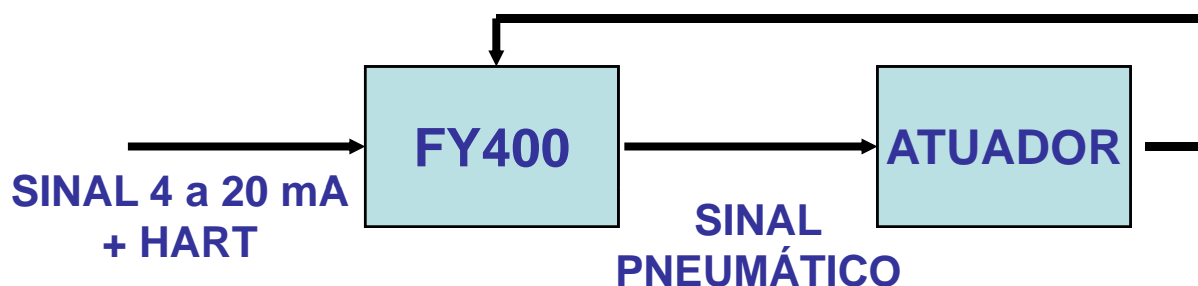 FY400
ATUADOR
SINAL 4 a 20 mA
+ HART
SINAL
PNEUMÁTICO